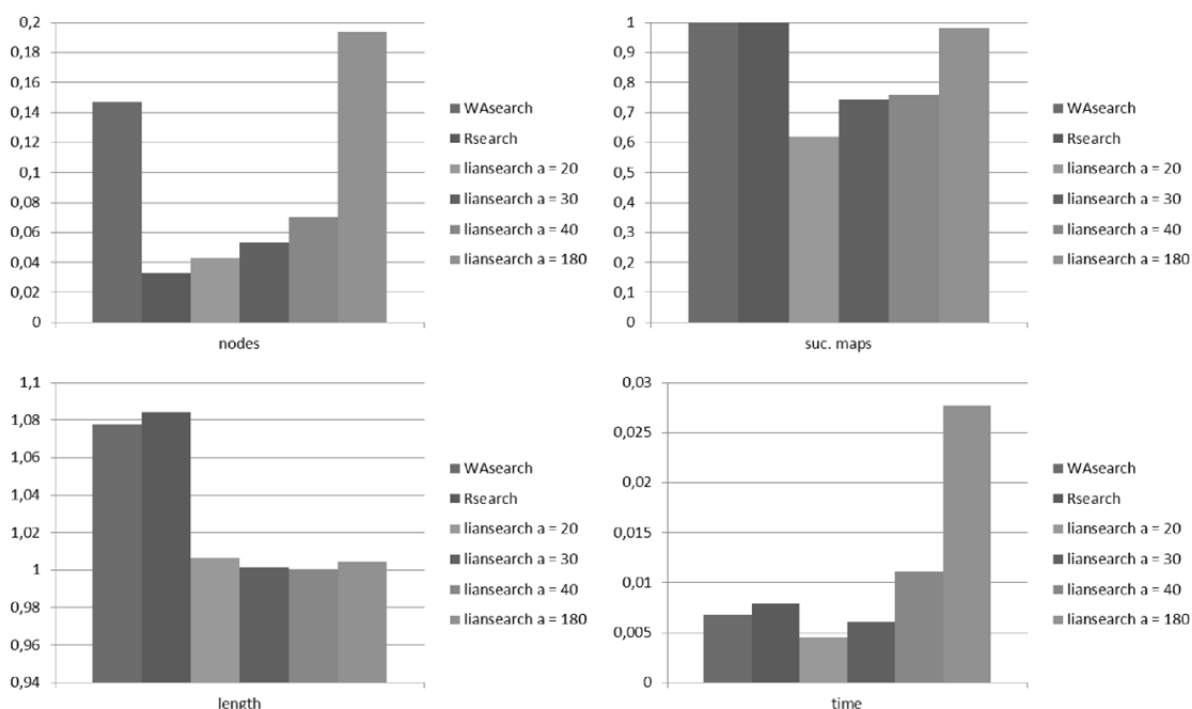 0,2
0,18
0,16
0,14
0,12
0,1
0,08
0,06
0,04
0,02
0
nodes
WAsearch
Rsearch
liansearch a = 20
liansearch a = 30
liansearch a = 40
liansearch a = 180
1
0,9
0,8
0,7
0,6
0,5
0,4
0,3
0,2
0,1
0
suc. maps
WAsearch
Rsearch
liansearch a = 20
liansearch a = 30
liansearch a = 40
liansearch a = 180
1,1
1,08
1,06
1,04
1,02
1
0,98
0,96
0,94
length
WAsearch
Rsearch
liansearch a = 20
liansearch a = 30
liansearch a = 40
liansearch a = 180
0,03
0,025
0,02
0,015
0,01
0,005
0
time
WAsearch
Rsearch
liansearch a = 20
liansearch a = 30
liansearch a = 40
liansearch a = 180